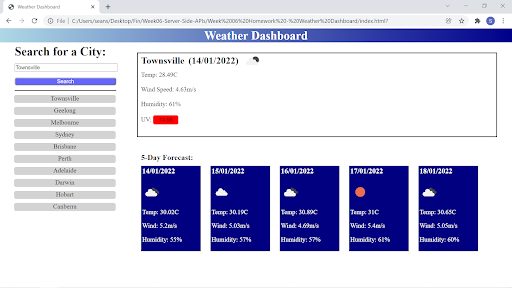 Weather Dashboard
File | C:/Users/seans/Desktop/Fin/Week06-Server-Side-APIs/Week%2006%20Homework%20-%20Weather%20Dashboard/index.html?
Weather Dashboard
Search for a City:
Townsville
Search
Townsville
Geelong
Melbourne
Sydney
Brisbane
Perth
Adelaide
Darwin
Hobart
Canberra
Townsville (14/01/2022)
Temp: 28.49C
Wind Speed: 4.63m/s
Humidity: 61%
UV:
5-Day Forecast:
14/01/2022 15/01/2022 16/01/2022 17/01/2022 18/01/2022
Temp: 30.02C Temp: 30.19C Temp: 30.89C Temp: 31C Temp: 30.65C
Wind: 5.2m/s Wind: 5.03m/s Wind: 4.69m/s Wind: 5.4m/s Wind: 5.05m/s
Humidity: 55% Humidity: 57% Humidity: 57% Humidity: 61% Humidity: 60%